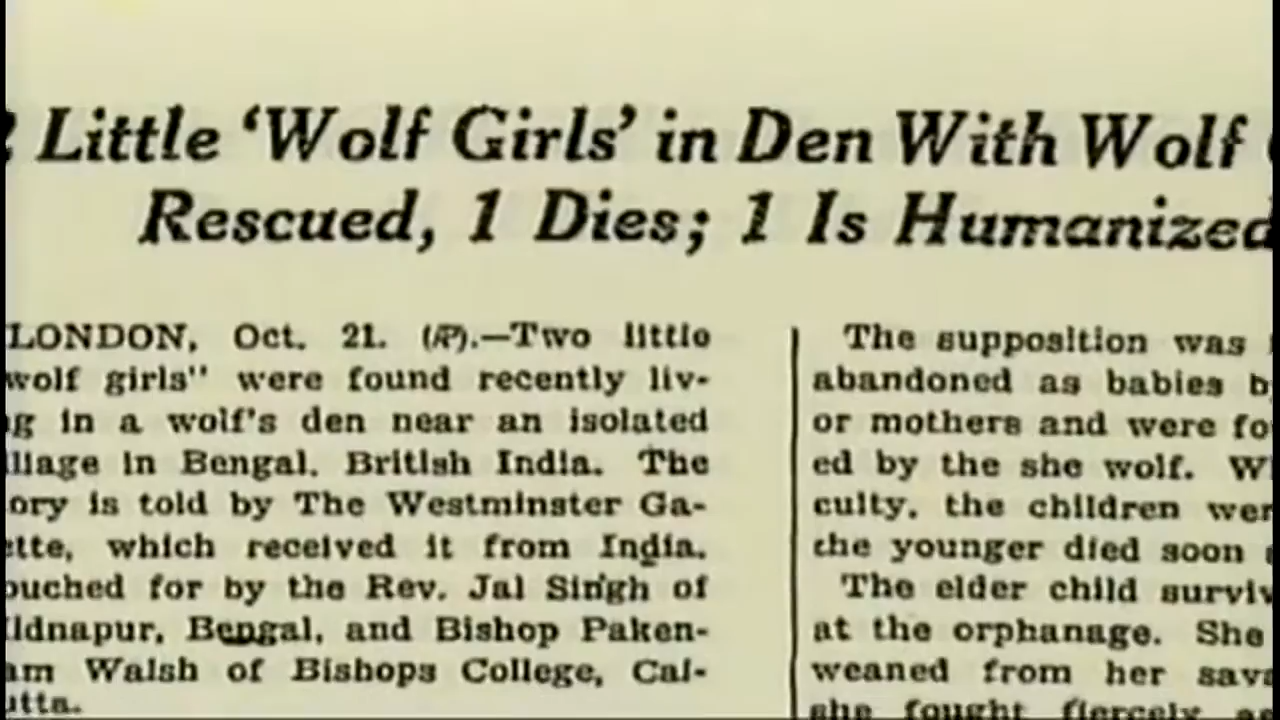 2 Little ‘Wolf Girls’ in Den With Wolf
Rescued, 1 Dies; 1 Is Humanized
LONDON, Oct. 21. (AP).—Two little
wolf girls" were found recently liv-
in a wolf's den near an isolated
in Bengal, British India. The
is told by The Westminster Ga-
which received it from India.
for by the Rev. Jal Singh of
Bengal, and Bishop Paken-
Walsh of Bishops College, Cal-
The supposition was
abandoned as babies
or mothers and were
ed by the she wolf.
culty, the children
the younger died soon
The elder child
at the orphanage. She
weaned from her
she fought fiercely